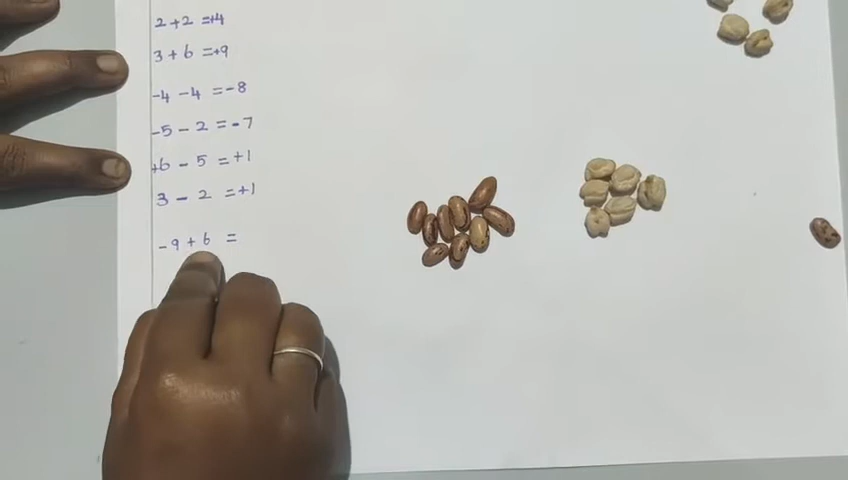 2+2 =+4
3+6 =+9
-4 -4 =-8
-5 - 2 = -7
+6 - 5 = +1
3 - 2 = +1
-9 + 6 =